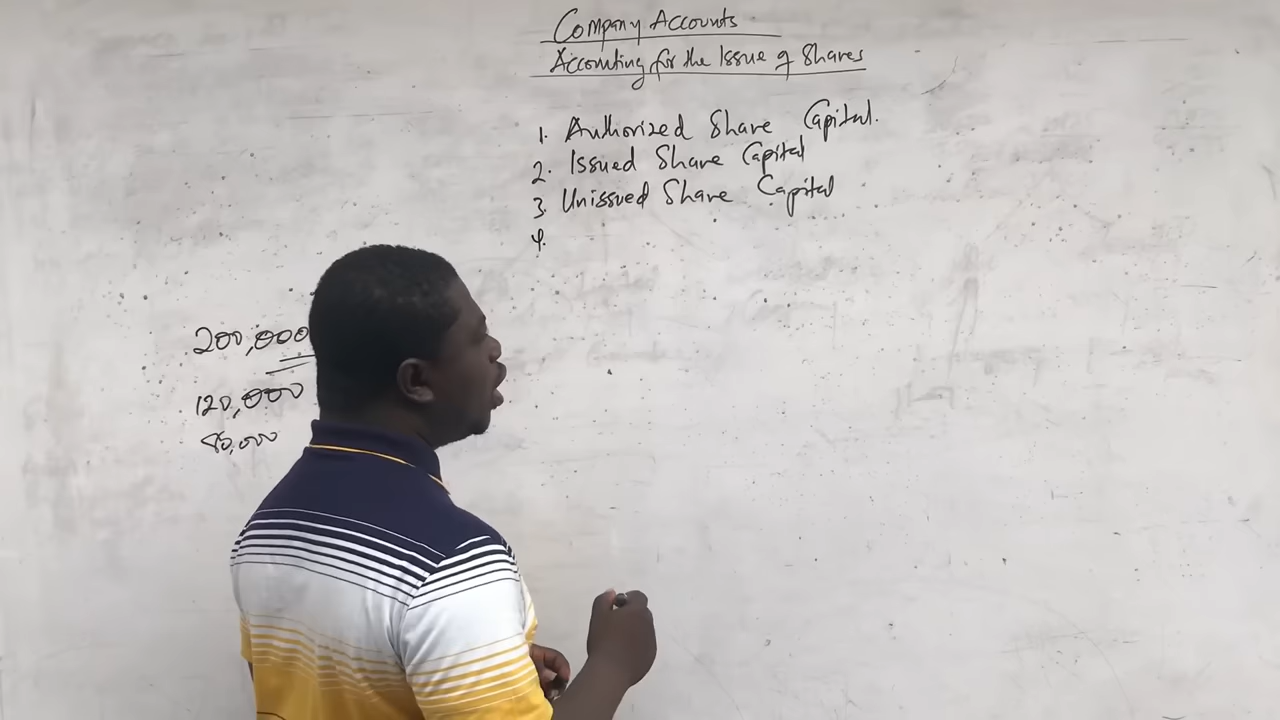 Company Accounts
Accounting for the Issue of Shares
1. Authorized Share Capital.
2. Issued Share Capital
3. Unissued Share Capital
4.
200,000
120,000
80,000